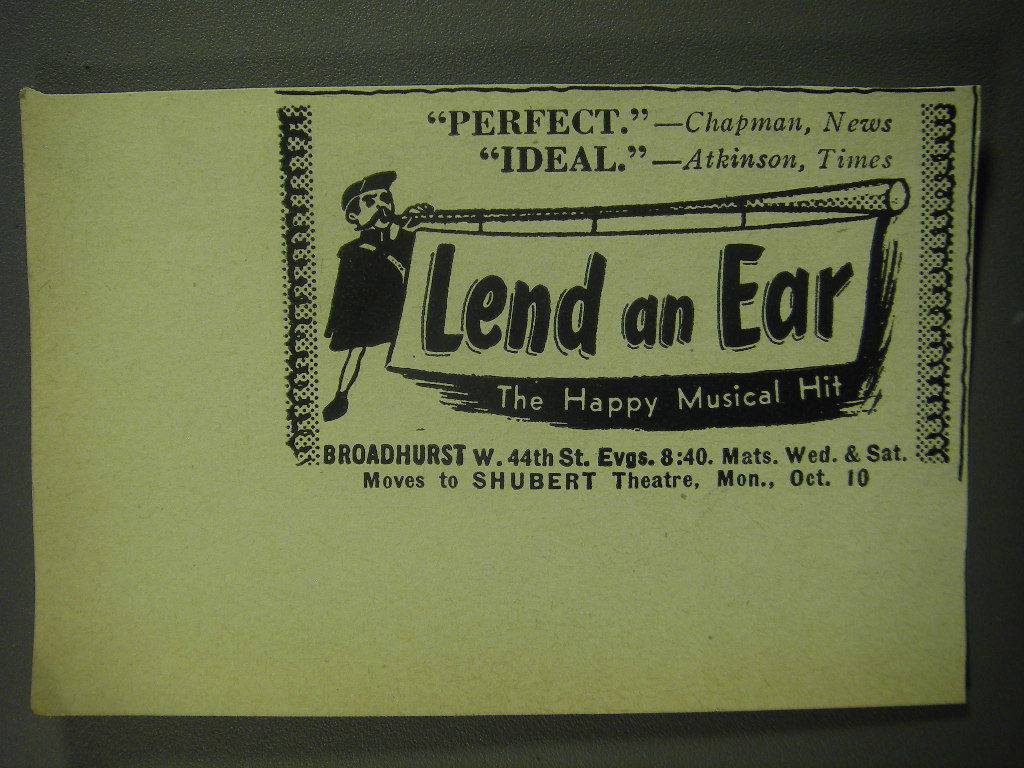 “PERFECT.”—Chapman, News
“IDEAL.”—Atkinson, Times
Lend an Ear
The Happy Musical Hit
BROADHURST W. 44th St. Evgs. 8:40. Mats. Wed. & Sat.
Moves to SHUBERT Theatre, Mon., Oct. 10